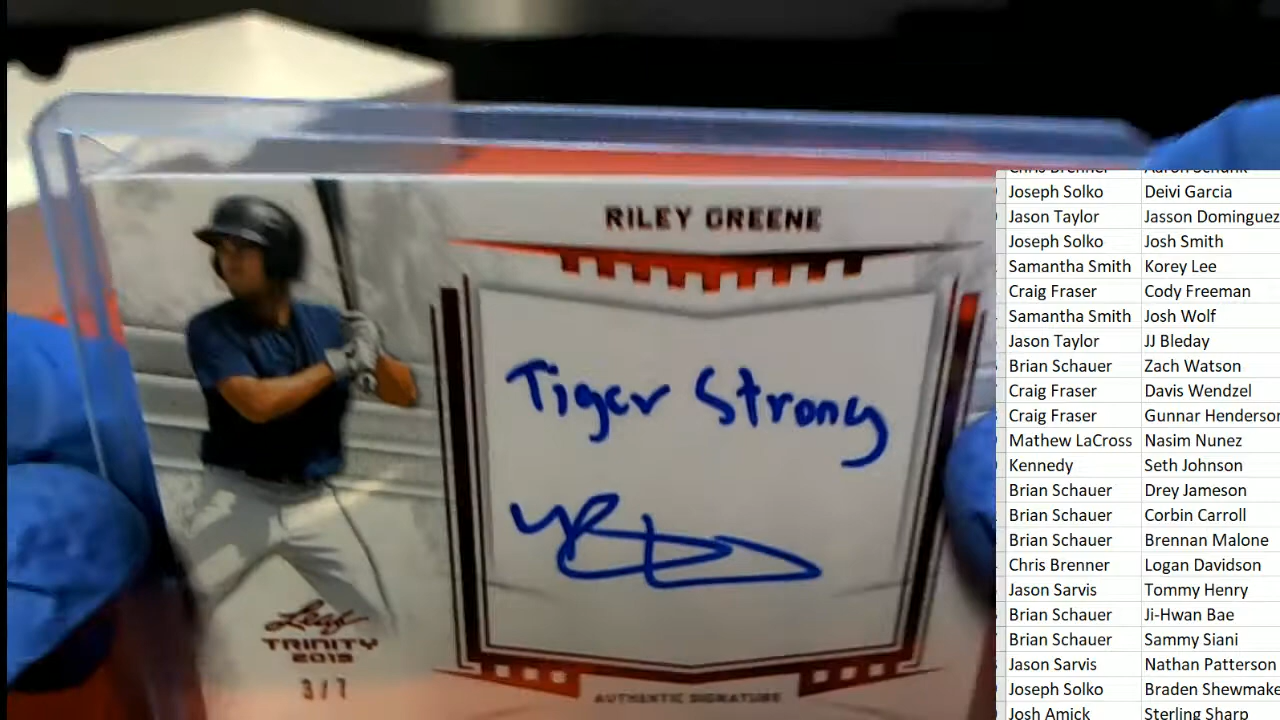 RILEY GREENE
Tiger Strong
Leaf
TRINITY
2019
3/7
AUTHENTIC SIGNATURE
Joseph Solko Deivi Garcia
Jason Taylor Jasson Dominguez
Joseph Solko Josh Smith
Samantha Smith Korey Lee
Craig Fraser Cody Freeman
Samantha Smith Josh Wolf
Jason Taylor JJ Bleday
Brian Schauer Zach Watson
Craig Fraser Davis Wendzel
Craig Fraser Gunnar Henderson
Mathew LaCross Nasim Nunez
Kennedy Seth Johnson
Brian Schauer Drey Jameson
Brian Schauer Corbin Carroll
Brian Schauer Brennan Malone
Chris Brenner Logan Davidson
Jason Sarvis Tommy Henry
Brian Schauer Ji-Hwan Bae
Brian Schauer Sammy Siani
Jason Sarvis Nathan Patterson
Joseph Solko Braden Shewmake
Josh Amick Sterling Sharp